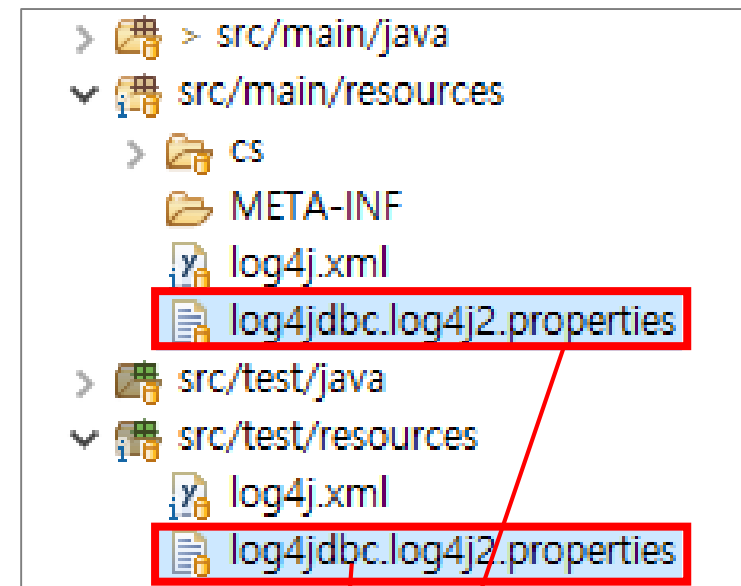 > src/main/java
src/main/resources
cs
META-INF
log4j.xml
log4jdbc.log4j2.properties
src/test/java
src/test/resources
log4j.xml
log4jdbc.log4j2.properties